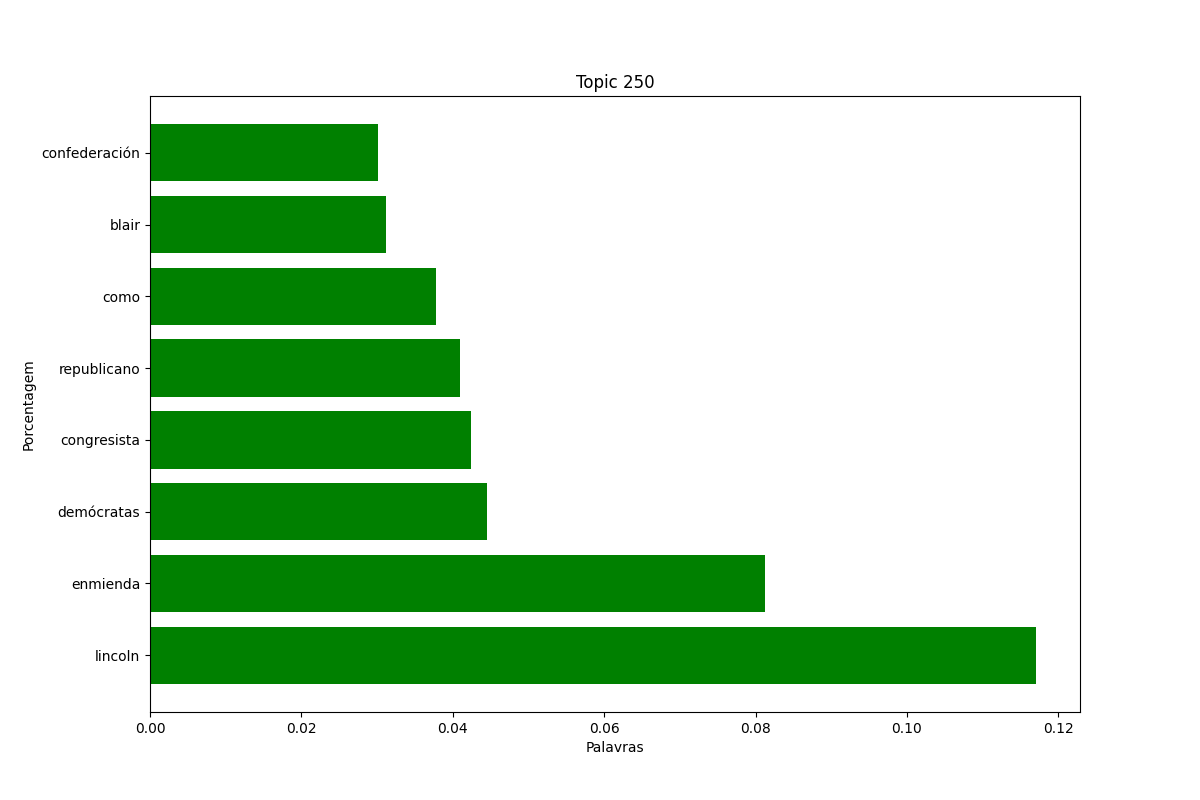 Topic 250
confederación
blair
como
republicano
congresista
demócratas
enmienda
lincoln
Porcentagem
0.00 0.02 0.04 0.06 0.08 0.10 0.12
Palavras